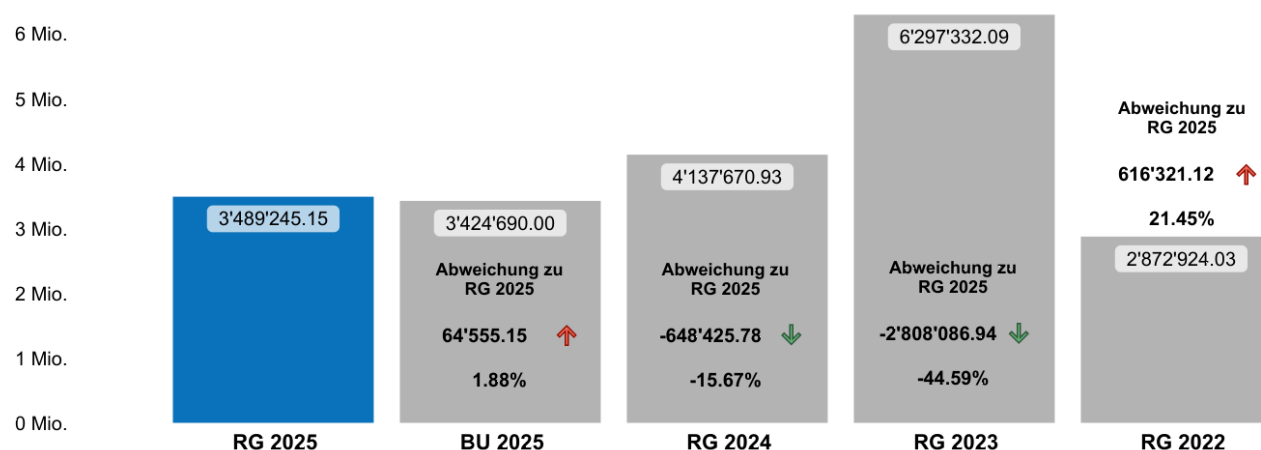 6 Mio.
5 Mio.
4 Mio.
3 Mio.
2 Mio.
1 Mio.
0 Mio.
3'489'245.15
RG 2025
3'424'690.00
Abweichung zu
RG 2025
64'555.15
1.88%
BU 2025
4'137'670.93
Abweichung zu
RG 2025
-648'425.78
-15.67%
RG 2024
6'297'332.09
Abweichung zu
RG 2025
-2'808'086.94
-44.59%
RG 2023
Abweichung zu
RG 2025
616'321.12
21.45%
2'872'924.03
RG 2022